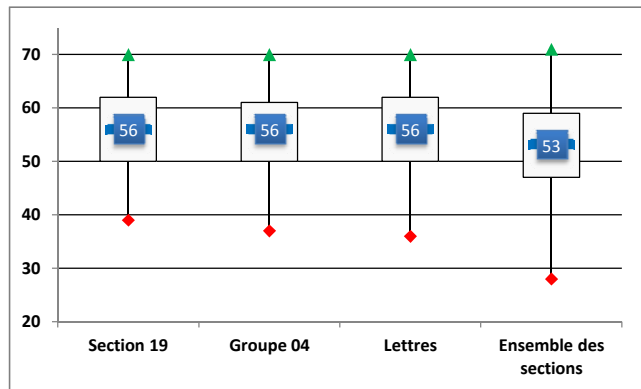 70
60
50
40
30
20
56
56
56
53
Section 19
Groupe 04
Lettres
Ensemble des
sections